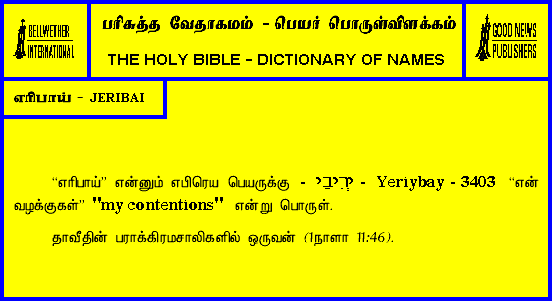 BELLWETHER
INTERNATIONAL
பரிசுத்த வேதாகமம் - பெயர் பொருள்விளக்கம்
THE HOLY BIBLE - DICTIONARY OF NAMES
GOOD NEWS
PUBLISHERS
எரிபாய் - JERIBAI
“எரிபாய்” என்னும் எபிரெய பெயருக்கு - יְרִיבַי - Yeriybay - 3403 “என்
வழக்குகள்” "my contentions" என்று பொருள்.
தாவீதின் பராக்கிரமசாலிகளில் ஒருவன் (1நாளா 11:46).